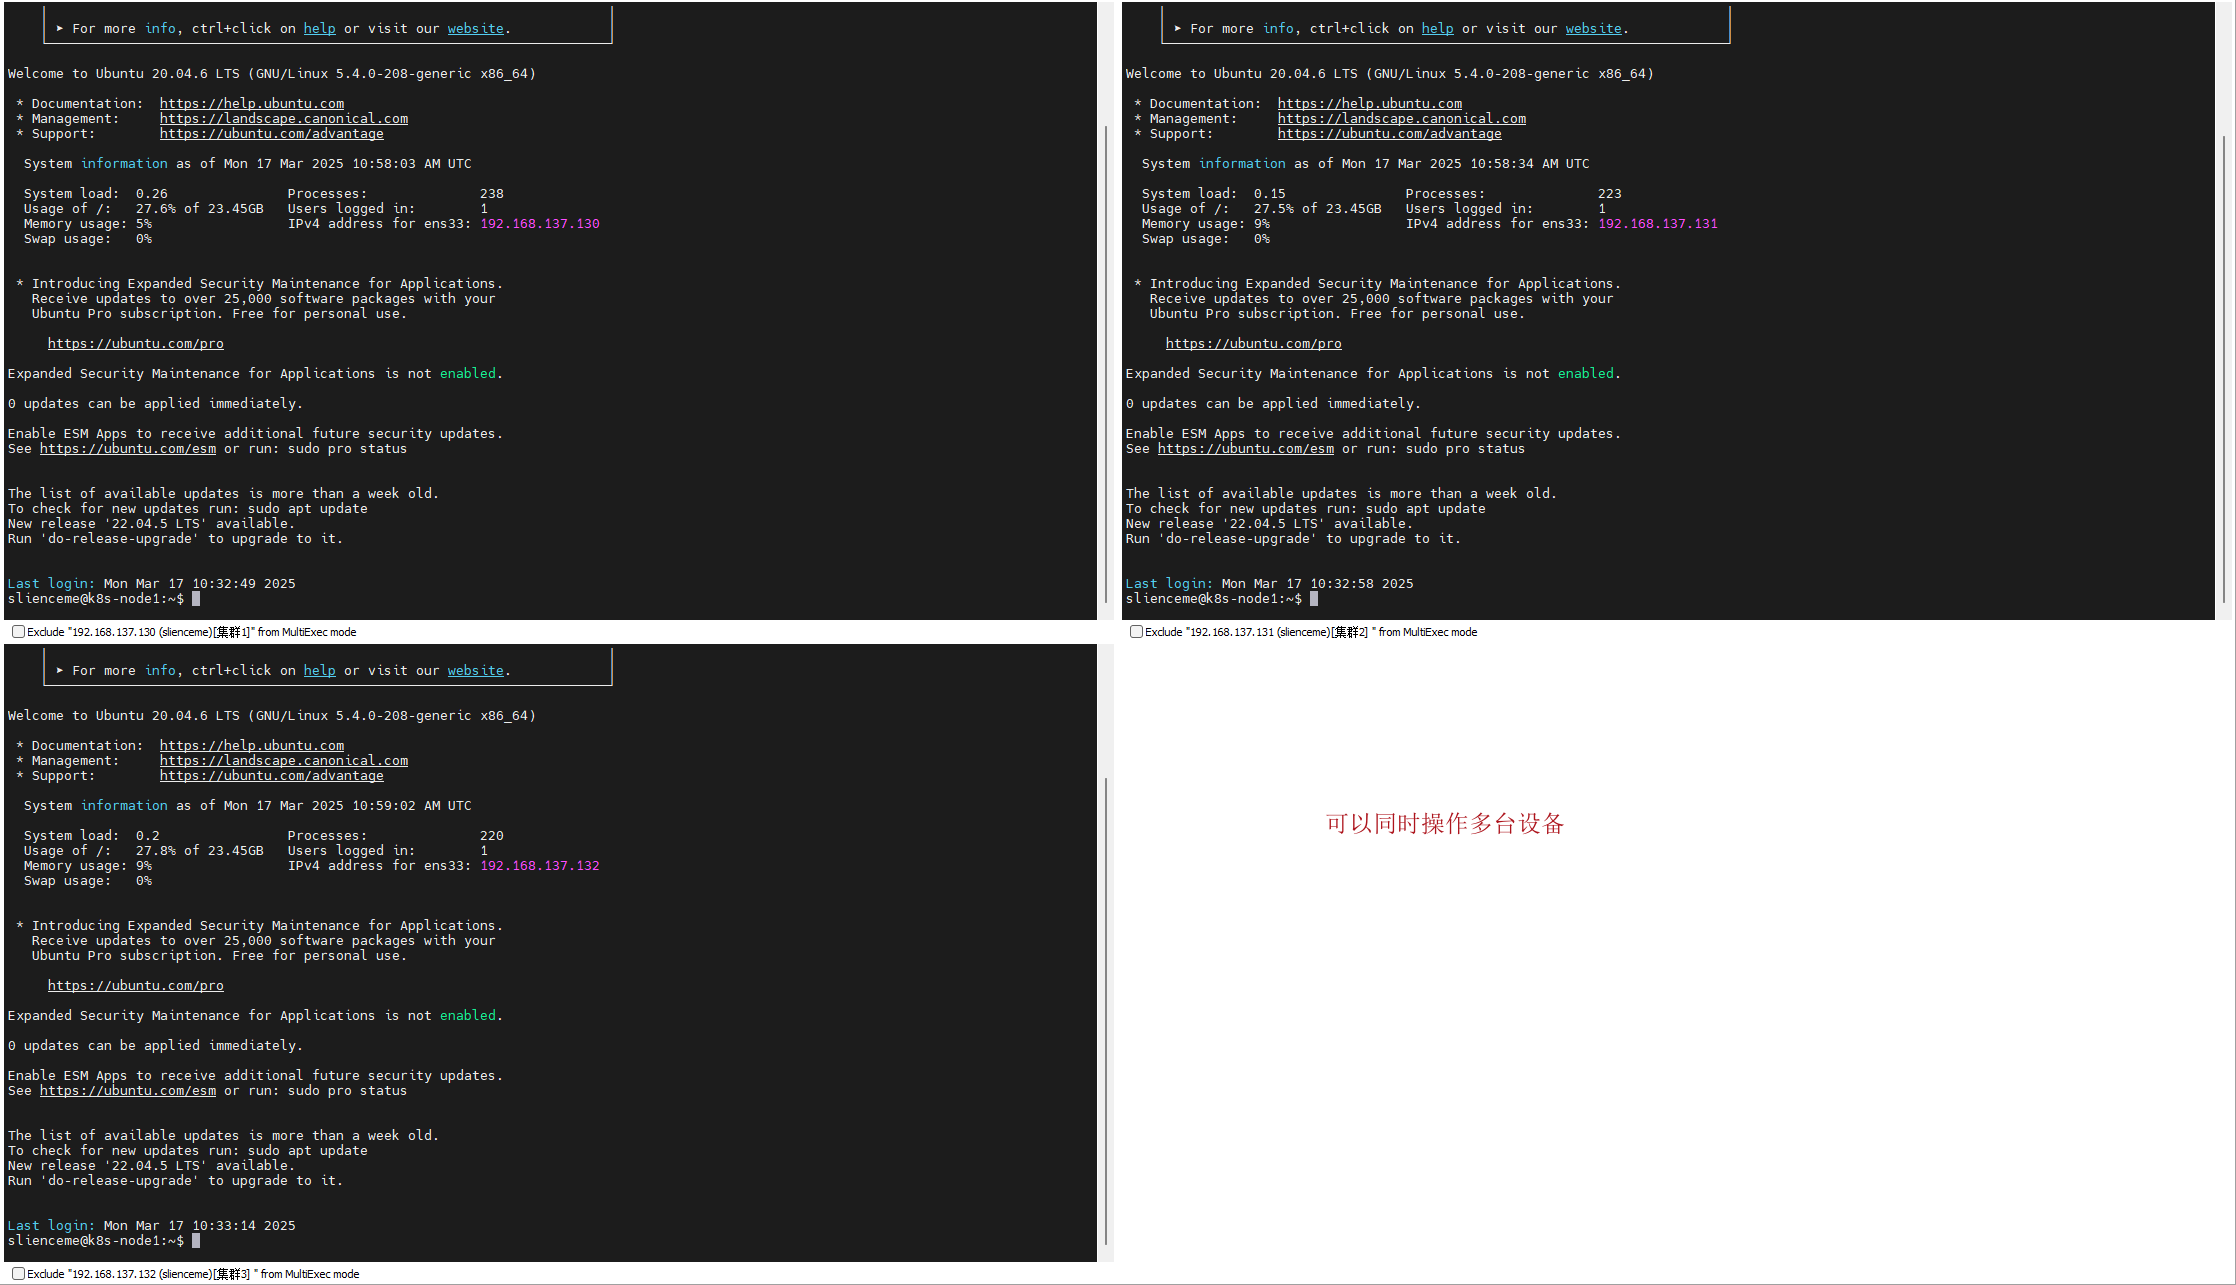 ➤ For more info, ctrl+click on help or visit our website.
Welcome to Ubuntu 20.04.6 LTS (GNU/Linux 5.4.0-208-generic x86_64)
* Documentation:  https://help.ubuntu.com
* Management:     https://landscape.canonical.com
* Support:        https://ubuntu.com/advantage
System information as of Mon 17 Mar 2025 10:58:03 AM UTC
System load:  0.26               Processes:              238
Usage of /:   27.6% of 23.45GB   Users logged in:        1
Memory usage: 5%                 IPv4 address for ens33: 192.168.137.130
Swap usage:   0%
* Introducing Expanded Security Maintenance for Applications.
Receive updates to over 25,000 software packages with your
Ubuntu Pro subscription. Free for personal use.
https://ubuntu.com/pro
Expanded Security Maintenance for Applications is not enabled.
0 updates can be applied immediately.
Enable ESM Apps to receive additional future security updates.
See https://ubuntu.com/esm or run: sudo pro status
The list of available updates is more than a week old.
To check for new updates run: sudo apt update
New release '22.04.5 LTS' available.
Run 'do-release-upgrade' to upgrade to it.
Last login: Mon Mar 17 10:32:49 2025
slienceme@k8s-node1:~$
Exclude "192.168.137.130 (slienceme)[集群1]" from MultiExec mode
➤ For more info, ctrl+click on help or visit our website.
Welcome to Ubuntu 20.04.6 LTS (GNU/Linux 5.4.0-208-generic x86_64)
* Documentation:  https://help.ubuntu.com
* Management:     https://landscape.canonical.com
* Support:        https://ubuntu.com/advantage
System information as of Mon 17 Mar 2025 10:58:34 AM UTC
System load:  0.15               Processes:              223
Usage of /:   27.5% of 23.45GB   Users logged in:        1
Memory usage: 9%                 IPv4 address for ens33: 192.168.137.131
Swap usage:   0%
* Introducing Expanded Security Maintenance for Applications.
Receive updates to over 25,000 software packages with your
Ubuntu Pro subscription. Free for personal use.
https://ubuntu.com/pro
Expanded Security Maintenance for Applications is not enabled.
0 updates can be applied immediately.
Enable ESM Apps to receive additional future security updates.
See https://ubuntu.com/esm or run: sudo pro status
The list of available updates is more than a week old.
To check for new updates run: sudo apt update
New release '22.04.5 LTS' available.
Run 'do-release-upgrade' to upgrade to it.
Last login: Mon Mar 17 10:32:58 2025
slienceme@k8s-node1:~$
Exclude "192.168.137.131 (slienceme)[集群2] " from MultiExec mode
➤ For more info, ctrl+click on help or visit our website.
Welcome to Ubuntu 20.04.6 LTS (GNU/Linux 5.4.0-208-generic x86_64)
* Documentation:  https://help.ubuntu.com
* Management:     https://landscape.canonical.com
* Support:        https://ubuntu.com/advantage
System information as of Mon 17 Mar 2025 10:59:02 AM UTC
System load:  0.2                Processes:              220
Usage of /:   27.8% of 23.45GB   Users logged in:        1
Memory usage: 9%                 IPv4 address for ens33: 192.168.137.132
Swap usage:   0%
* Introducing Expanded Security Maintenance for Applications.
Receive updates to over 25,000 software packages with your
Ubuntu Pro subscription. Free for personal use.
https://ubuntu.com/pro
Expanded Security Maintenance for Applications is not enabled.
0 updates can be applied immediately.
Enable ESM Apps to receive additional future security updates.
See https://ubuntu.com/esm or run: sudo pro status
The list of available updates is more than a week old.
To check for new updates run: sudo apt update
New release '22.04.5 LTS' available.
Run 'do-release-upgrade' to upgrade to it.
Last login: Mon Mar 17 10:33:14 2025
slienceme@k8s-node1:~$
Exclude "192.168.137.132 (slienceme)[集群3] " from MultiExec mode
可以同时操作多台设备